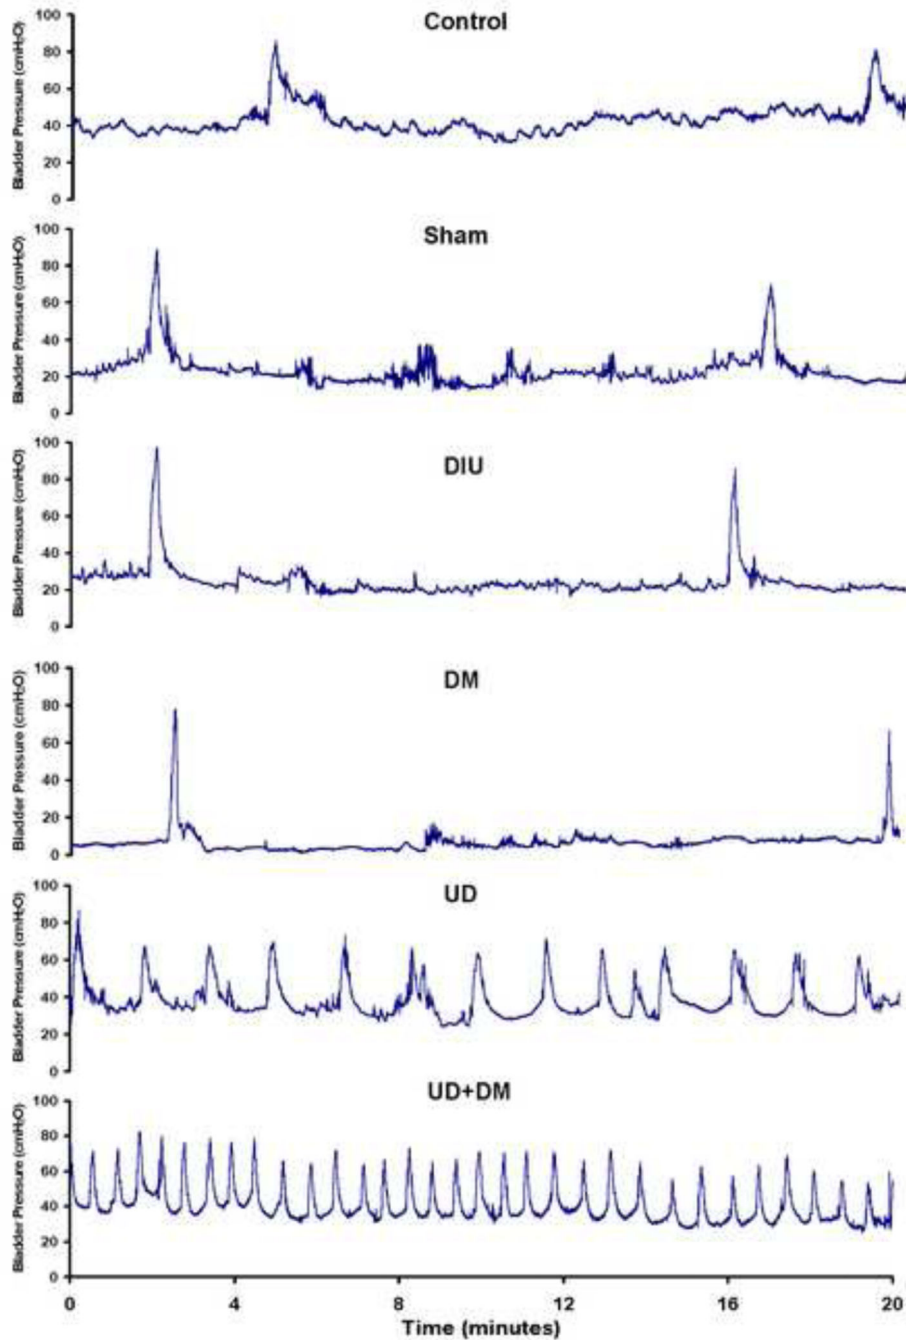 Control
Bladder Pressure (cmH₂O)
100
80
60
40
20
0
Sham
Bladder Pressure (cmH₂O)
100
80
60
40
20
0
DIU
Bladder Pressure (cmH₂O)
100
80
60
40
20
0
DM
Bladder Pressure (cmH₂O)
100
80
60
40
20
0
UD
Bladder Pressure (cmH₂O)
100
80
60
40
20
0
UD+DM
Bladder Pressure (cmH₂O)
100
80
60
40
20
0
0 4 8 12 16 20
Time (minutes)